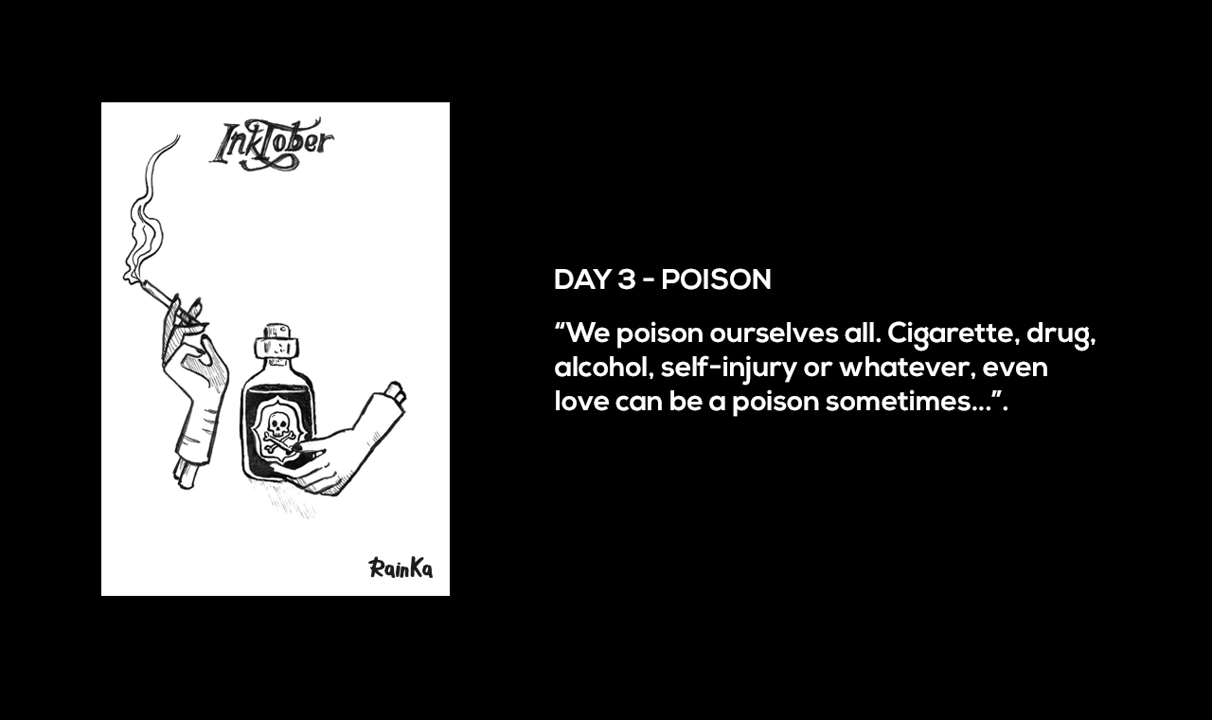 InkTober
RainKa
DAY 3 - POISON
“We poison ourselves all. Cigarette, drug,
alcohol, self-injury or whatever, even
love can be a poison sometimes...”.